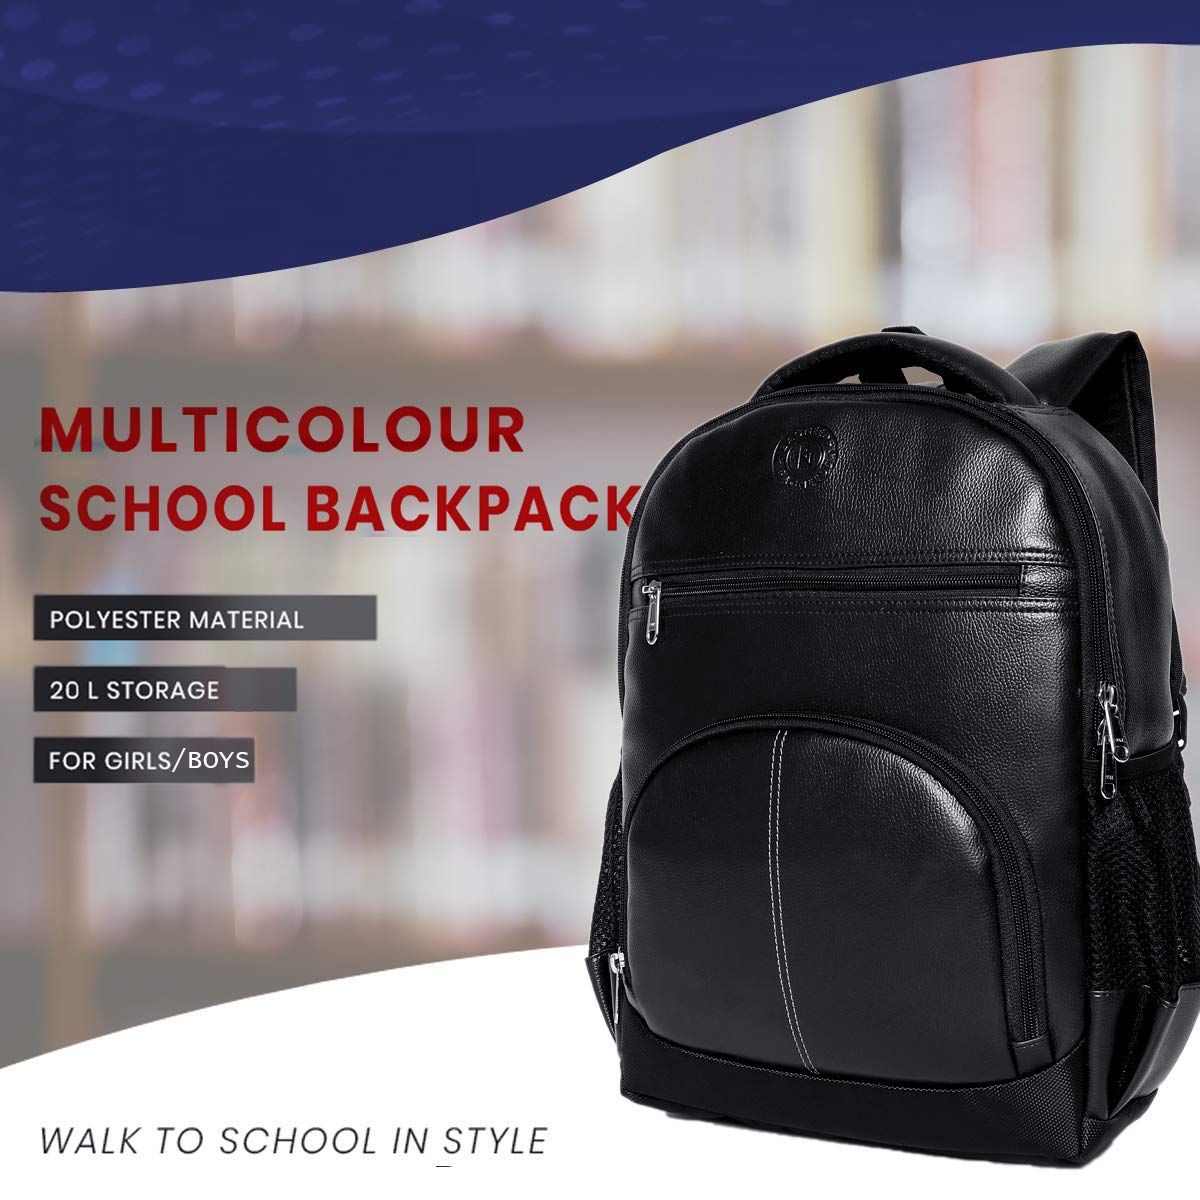 MULTICOLOUR
SCHOOL BACKPACK
POLYESTER MATERIAL
20 L STORAGE
FOR GIRLS/BOYS
WALK TO SCHOOL IN STYLE